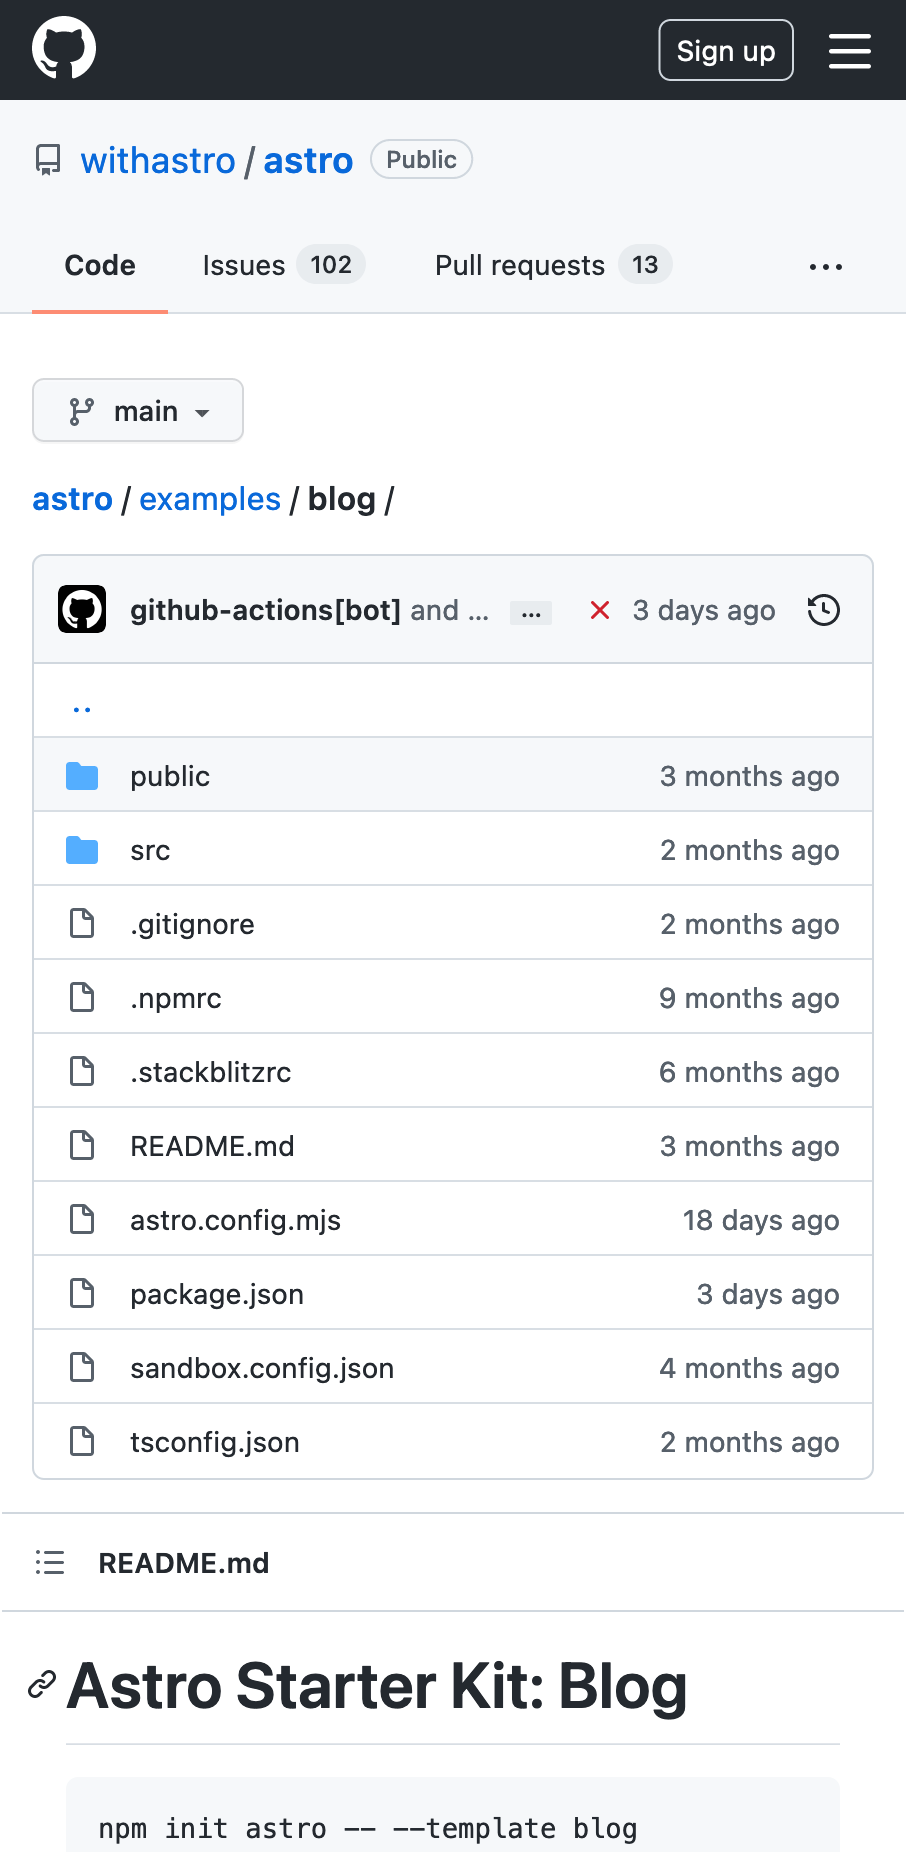 Sign up
withastro / astro Public
Code Issues 102 Pull requests 13 ...
main
astro / examples / blog /
github-actions[bot] and ... ... 3 days ago
..
public 3 months ago
src 2 months ago
.gitignore 2 months ago
.npmrc 9 months ago
.stackblitzrc 6 months ago
README.md 3 months ago
astro.config.mjs 18 days ago
package.json 3 days ago
sandbox.config.json 4 months ago
tsconfig.json 2 months ago
README.md
Astro Starter Kit: Blog
npm init astro -- --template blog